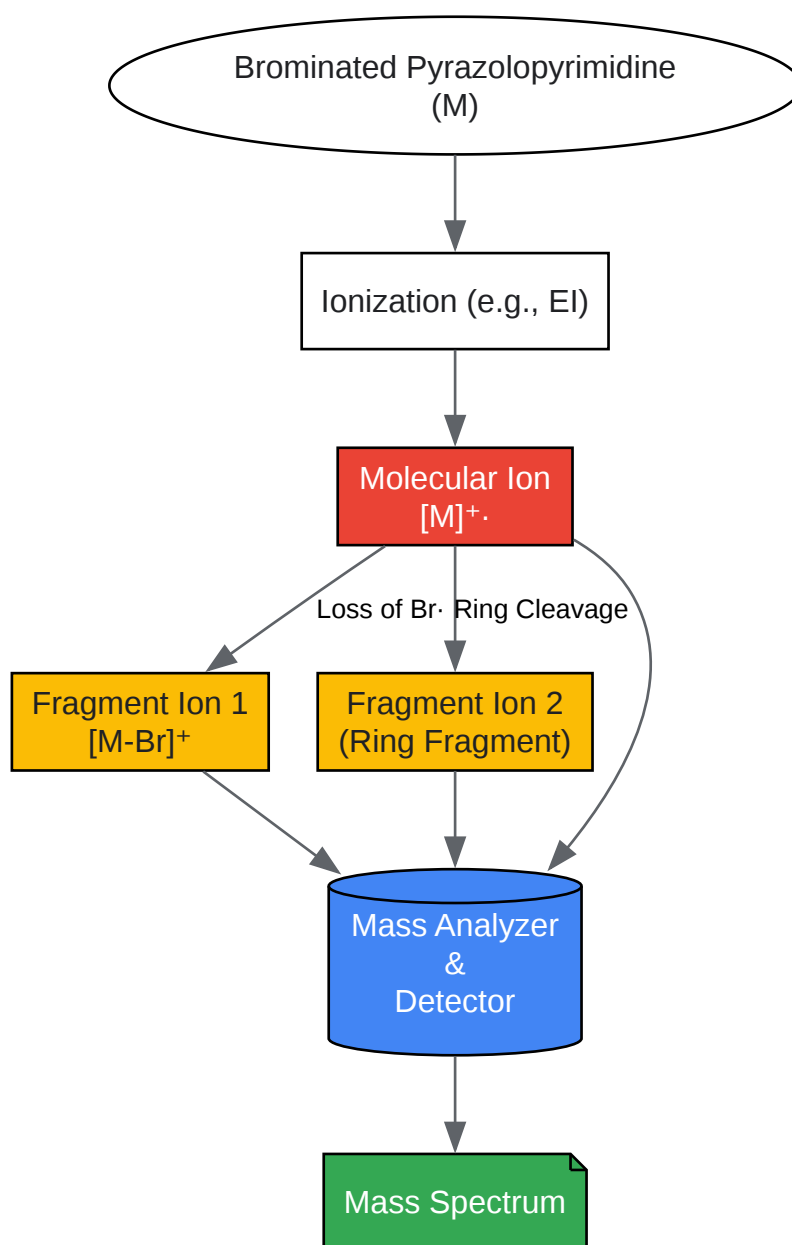 Brominated Pyrazolopyrimidine
(M)
Ionization (e.g., EI)
Molecular Ion
[M]⁺·
Loss of Br·
Ring Cleavage
Fragment Ion 1
[M-Br]⁺
Fragment Ion 2
(Ring Fragment)
Mass Analyzer
&
Detector
Mass Spectrum